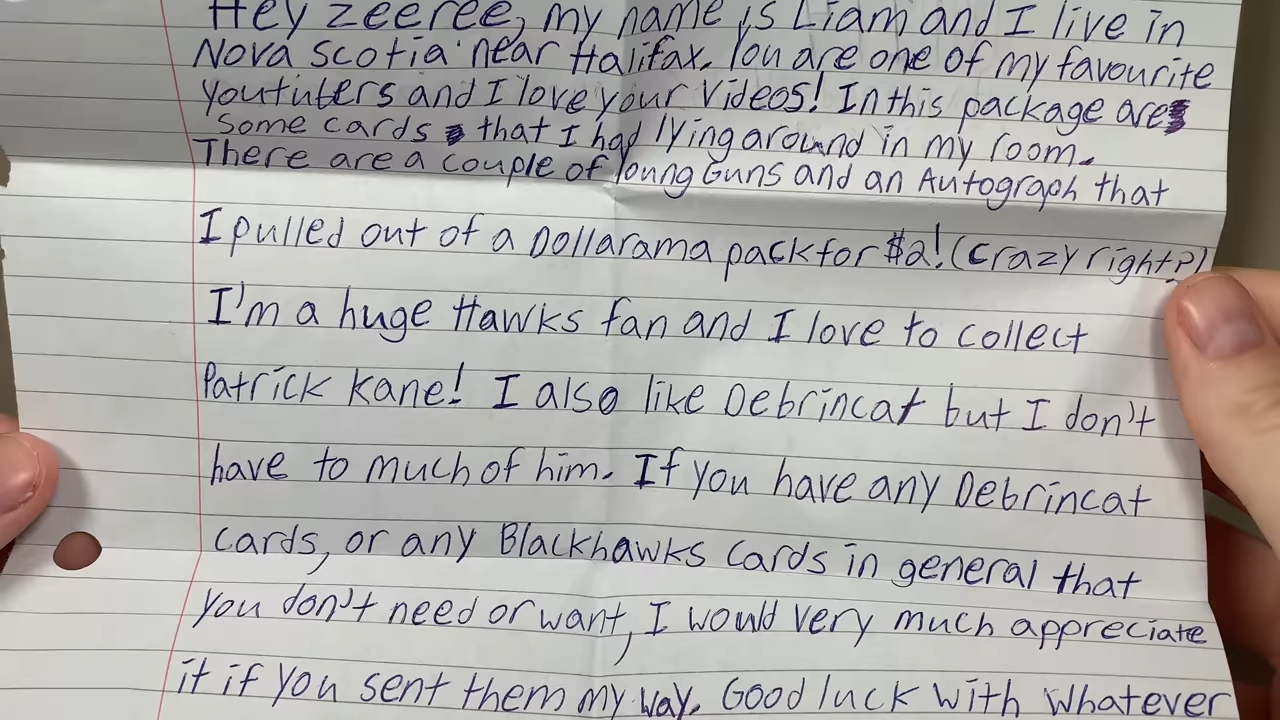 Hey zeeree, my name is Liam and I live in
Nova Scotia near Halifax. You are one of my favourite
youtubers and I love your Videos! In this package are
some cards that I had lying around in my room.
There are a couple of Young Guns and an Autograph that
I pulled out of a Dollarama pack for $2! (crazy right?)
I'm a huge Hawks fan and I love to collect
Patrick Kane! I also like Debrincat but I don't
have to much of him. If you have any Debrincat
cards, or any Blackhawks cards in general that
you don't need or want, I would very much appreciate
it if you sent them my way. Good luck with whatever